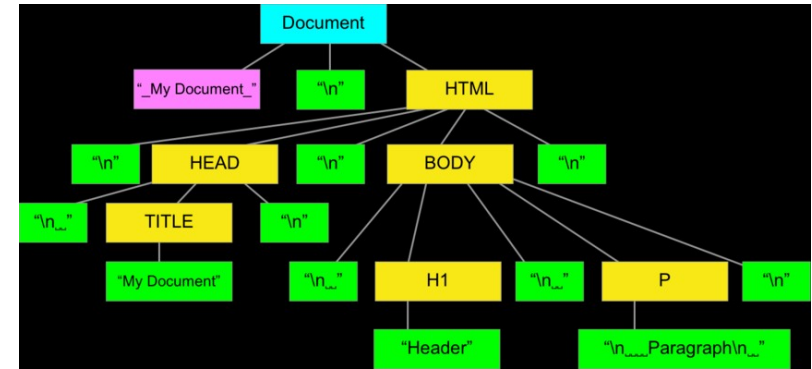 Document
“_My Document_”
“\n”
HTML
“\n”
HEAD
“\n”
BODY
“\n”
“\n␣␣”
TITLE
“\n”
“My Document”
“\n␣␣”
H1
“\n␣␣”
P
“\n”
“Header”
“\n␣␣␣␣Paragraph\n␣␣”